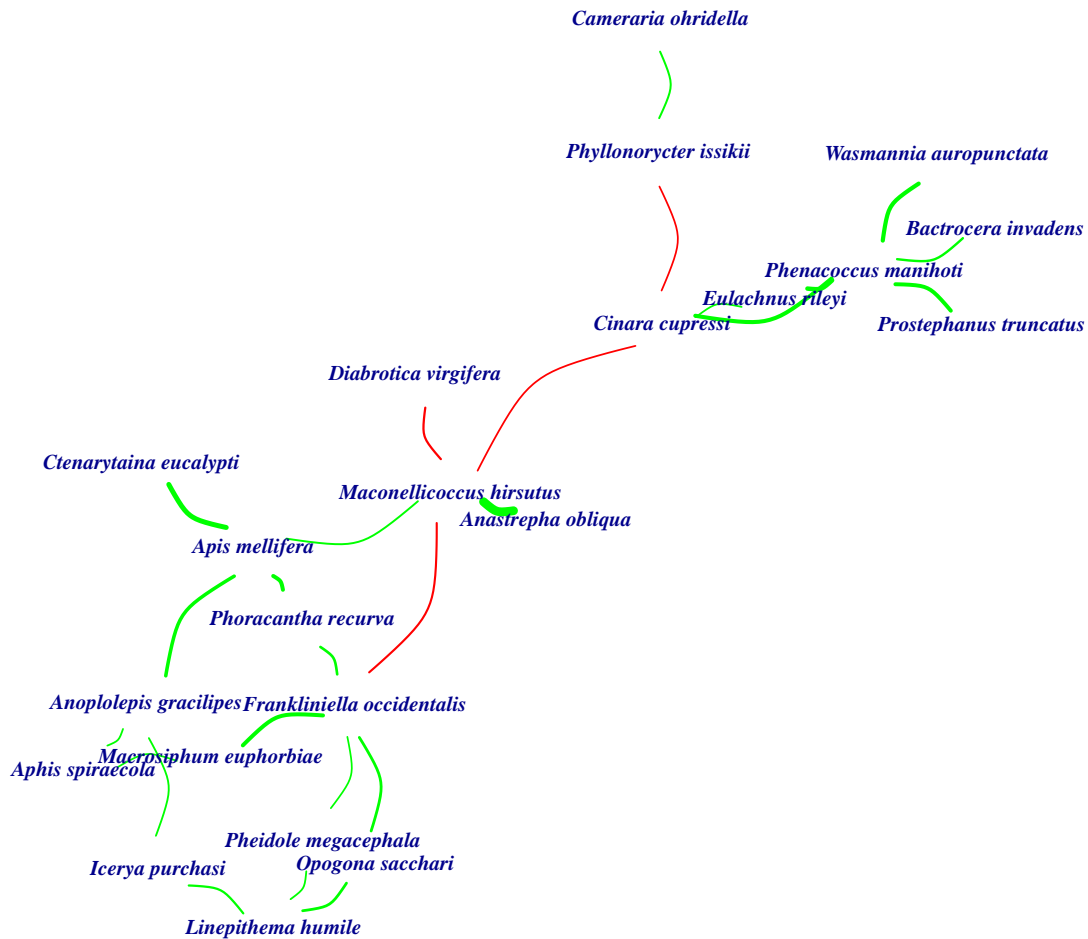 Cameraria ohridella
Phyllonorycter issikii
Wasmannia auropunctata
Bactrocera invadens
Phenacoccus manihoti
Eulachnus rileyi
Cinara cupressi
Prostephanus truncatus
Diabrotica virgifera
Ctenarytaina eucalypti
Maconellicoccus hirsutus
Anastrepha obliqua
Apis mellifera
Phoracantha recurva
Anoplolepis gracilipes
Frankliniella occidentalis
Macrosiphum euphorbiae
Aphis spiraecola
Pheidole megacephala
Opogona sacchari
Icerya purchasi
Linepithema humile